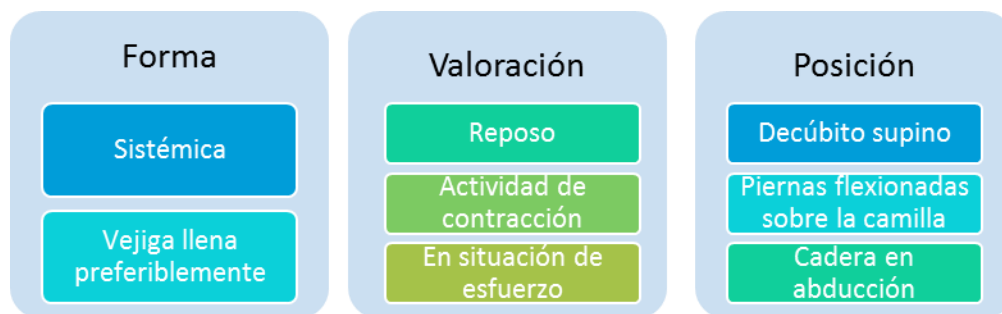 Forma
Sistémica
Vejiga llena
preferiblemente
Valoración
Reposo
Actividad de
contracción
En situación de
esfuerzo
Posición
Decúbito supino
Piernas flexionadas
sobre la camilla
Cadera en
abducción